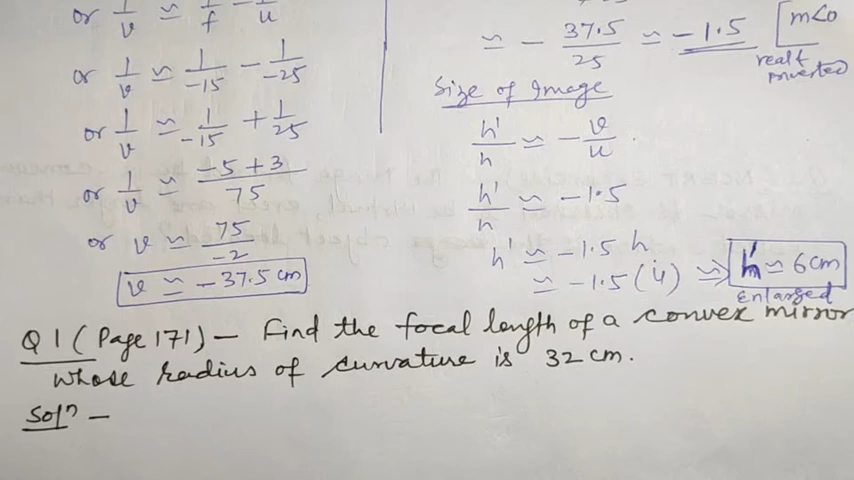 or 1/v ≃ 1/f - 1/u
or 1/v ≃ 1/-15 - 1/-25
or 1/v ≃ 1/-15 + 1/25
or 1/v ≃ -5+3/75
or v ≃ 75/-2
v ≃ -37.5 cm
≃ - 37.5/25 ≃ -1.5 [m<0
real &
inverted
Size of Image
h'/h ≃ - v/u .
h'/h ≃ -1.5
h' ≃ -1.5 h
≃ -1.5 (4) ⇒ h' ≃ 6cm
Enlarged
Q1 (Page 171) - Find the focal length of a convex mirror
whose radius of curvature is 32 cm.
Sol? -